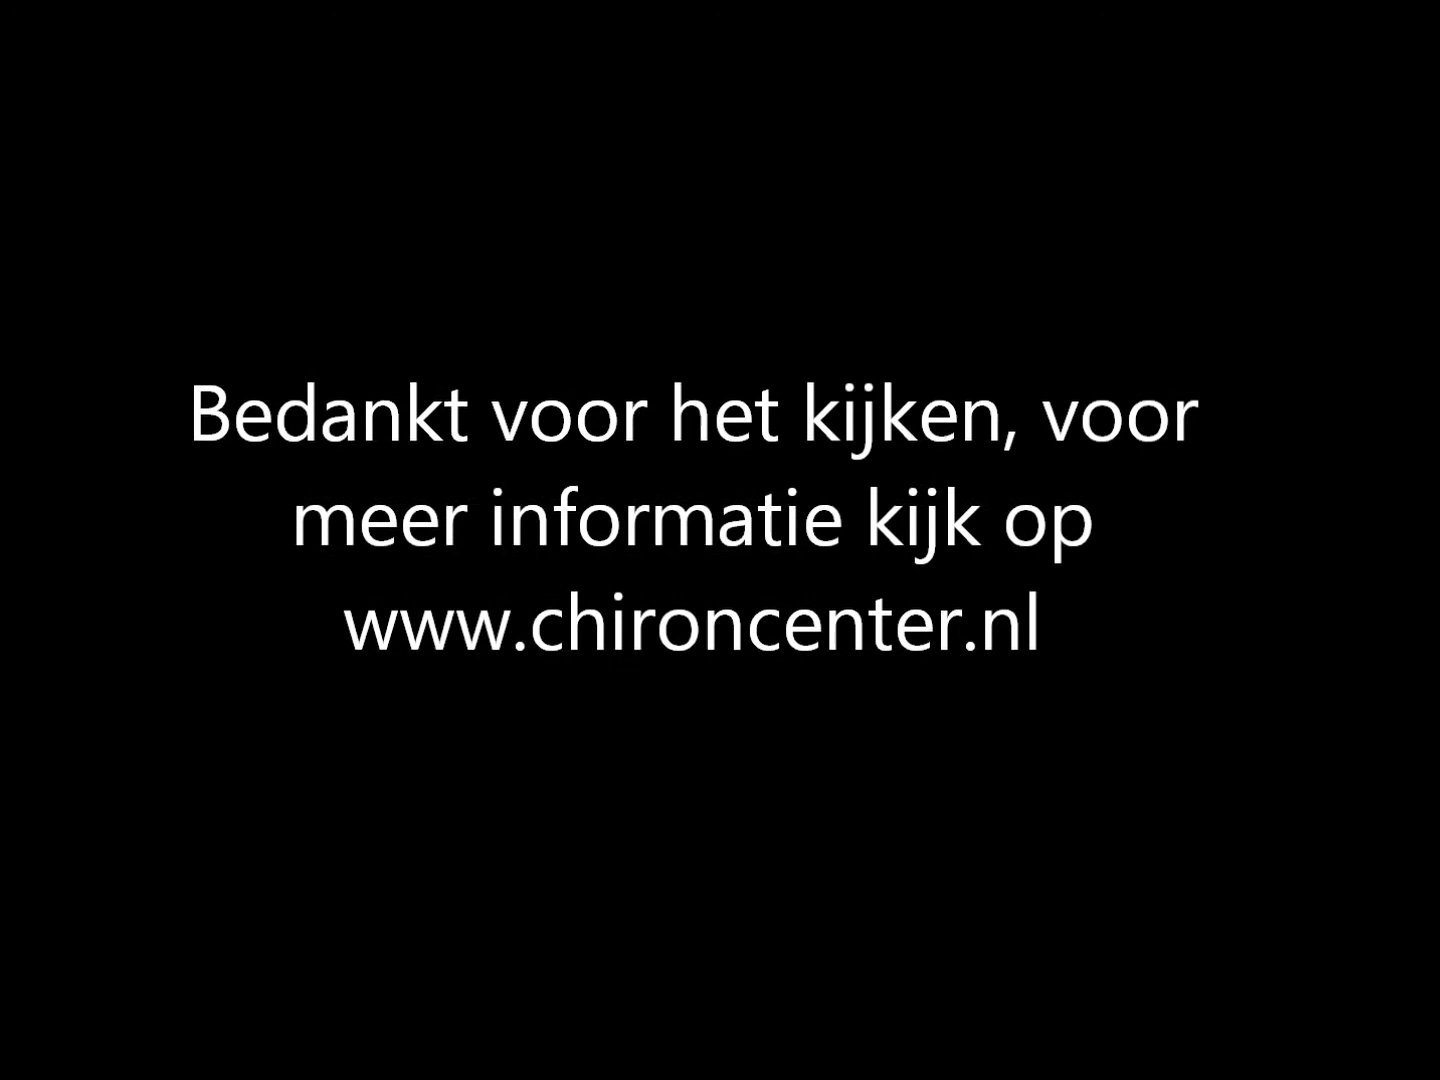 Bedankt voor het kijken, voor
meer informatie kijk op
www.chironcenter.nl